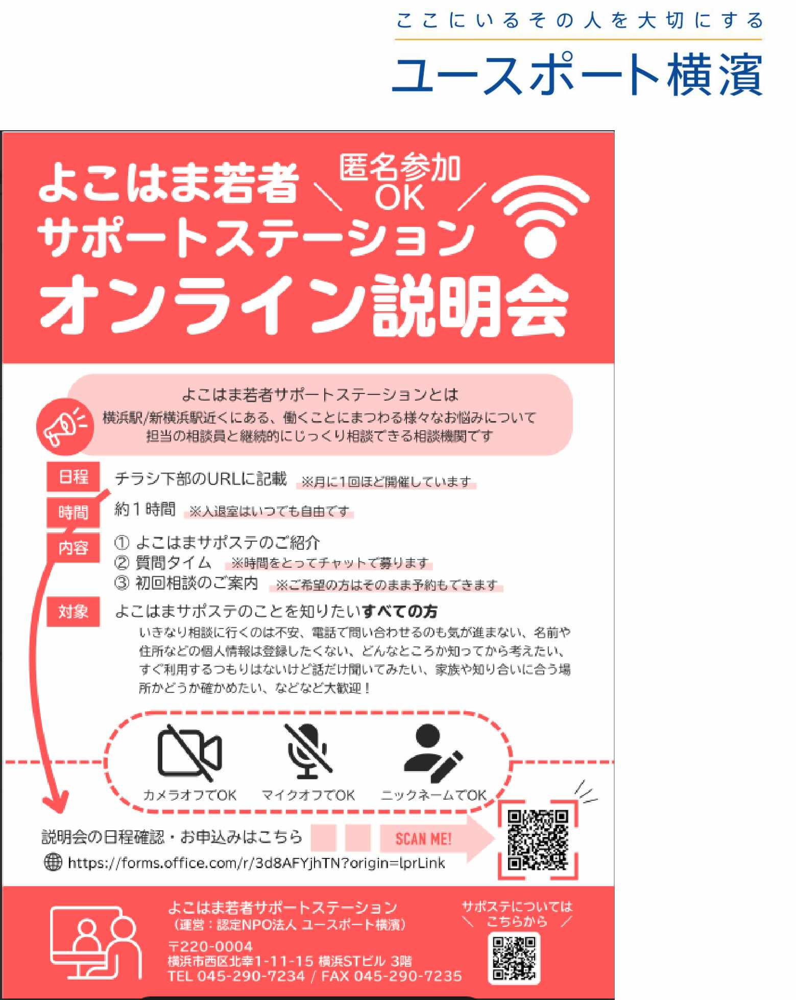 ここにいるその人を大切にする
ユースポート横濱
よこはま若者
匿名参加
OK
サポートステーション
オンライン説明会
よこはま若者サポートステーションとは
横浜駅/新横浜駅近くにある、働くことにまつわる様々なお悩みについて
担当の相談員と継続的にじっくり相談できる相談機関です
日程 チラシ下部のURLに記載 ※月に1回ほど開催しています
時間 約1時間 ※入退室はいつでも自由です
内容 ① よこはまサポステのご紹介
② 質問タイム ※時間をとってチャットで募ります
③ 初回相談のご案内 ※ご希望の方はそのまま予約もできます
対象 よこはまサポステのことを知りたいすべての方
いきなり相談に行くのは不安、電話で問い合わせるのも気が進まない、名前や
住所などの個人情報は登録したくない、どんなところか知ってから考えたい、
すぐ利用するつもりはないけど話だけ聞いてみたい、家族や知り合いに合う場
所かどうか確かめたい、などなど大歓迎！
カメラオフでOK マイクオフでOK ニックネームでOK
説明会の日程確認・お申込みはこちら SCAN ME!
https://forms.office.com/r/3d8AFYjhTN?origin=lprLink
よこはま若者サポートステーション
（運営：認定NPO法人 ユースポート横濱）
〒220-0004
横浜市西区北幸1-11-15 横浜STビル 3階
TEL 045-290-7234 / FAX 045-290-7235
サポステについては
＼ こちらから ／